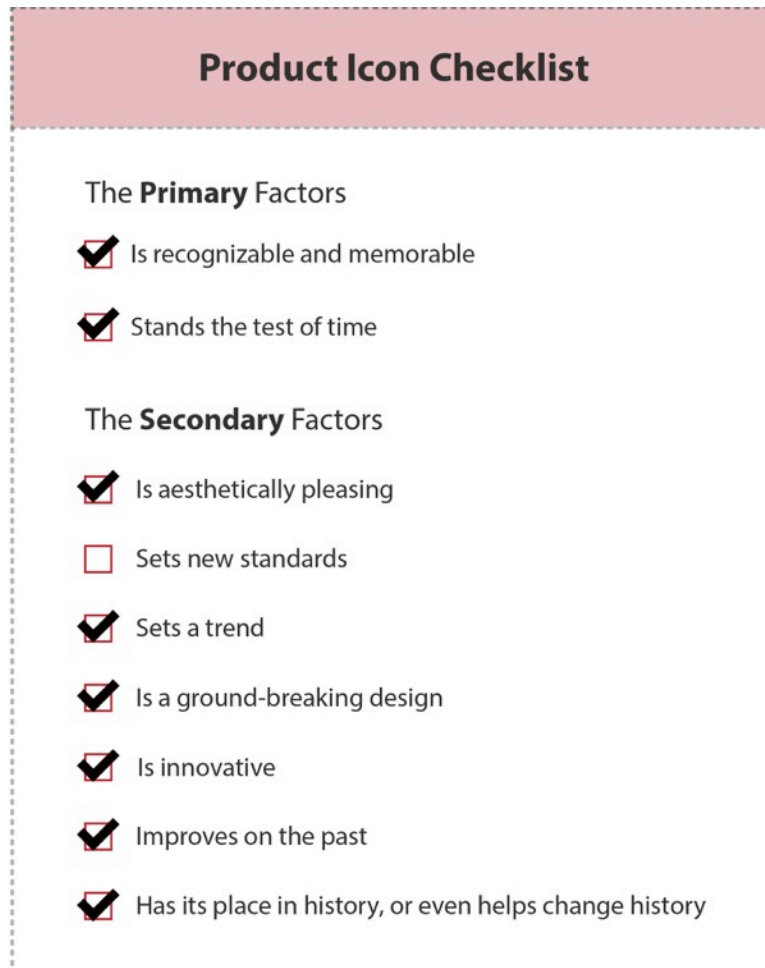 Product Icon Checklist
The Primary Factors
Is recognizable and memorable
Stands the test of time
The Secondary Factors
Is aesthetically pleasing
Sets new standards
Sets a trend
Is a ground-breaking design
Is innovative
Improves on the past
Has its place in history, or even helps change history